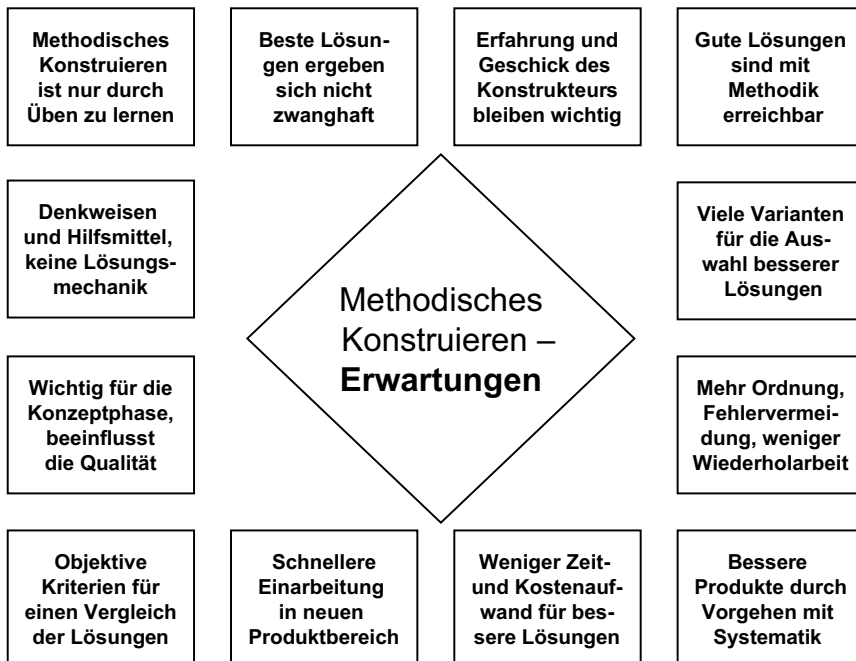 Methodisches
Konstruieren
ist nur durch
Üben zu lernen
Beste Lösun-
gen ergeben
sich nicht
zwanghaft
Erfahrung und
Geschick des
Konstrukteurs
bleiben wichtig
Gute Lösungen
sind mit
Methodik
erreichbar
Denkweisen
und Hilfsmittel,
keine Lösungs-
mechanik
Methodisches
Konstruieren –
Erwartungen
Viele Varianten
für die Aus-
wahl besserer
Lösungen
Wichtig für die
Konzeptphase,
beeinflusst
die Qualität
Mehr Ordnung,
Fehlervermei-
dung, weniger
Wiederholarbeit
Objektive
Kriterien für
einen Vergleich
der Lösungen
Schnellere
Einarbeitung
in neuen
Produktbereich
Weniger Zeit-
und Kostenauf-
wand für bes-
sere Lösungen
Bessere
Produkte durch
Vorgehen mit
Systematik